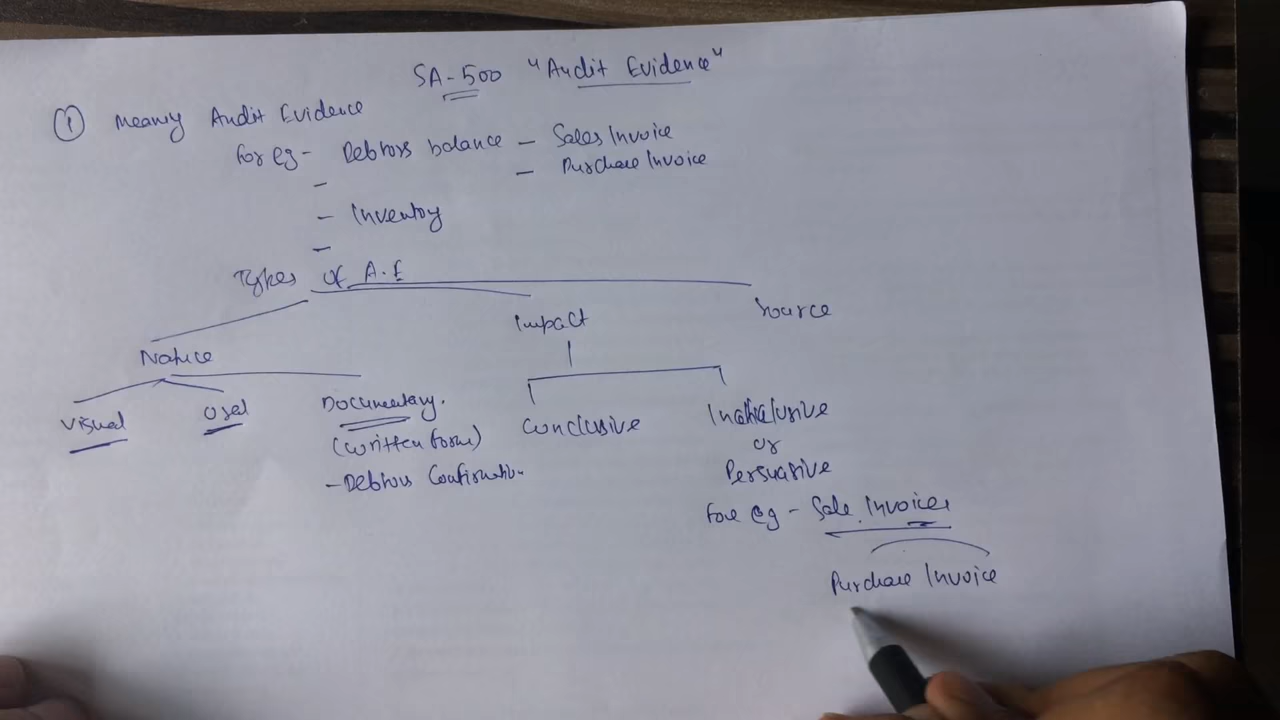 SA-500 "Audit Evidence"
① Meaning Audit Evidence
For eg - Debtors balance - Sales Invoice
- Purchase Invoice
-
- Inventory
-
Types of A.E
Nature Impact Source
Visual Oral Documentary. Conclusive Inconclusive
(written form) or
- Debtors Confirmation Persuasive
For eg - Sale Invoices
Purchase Invoice